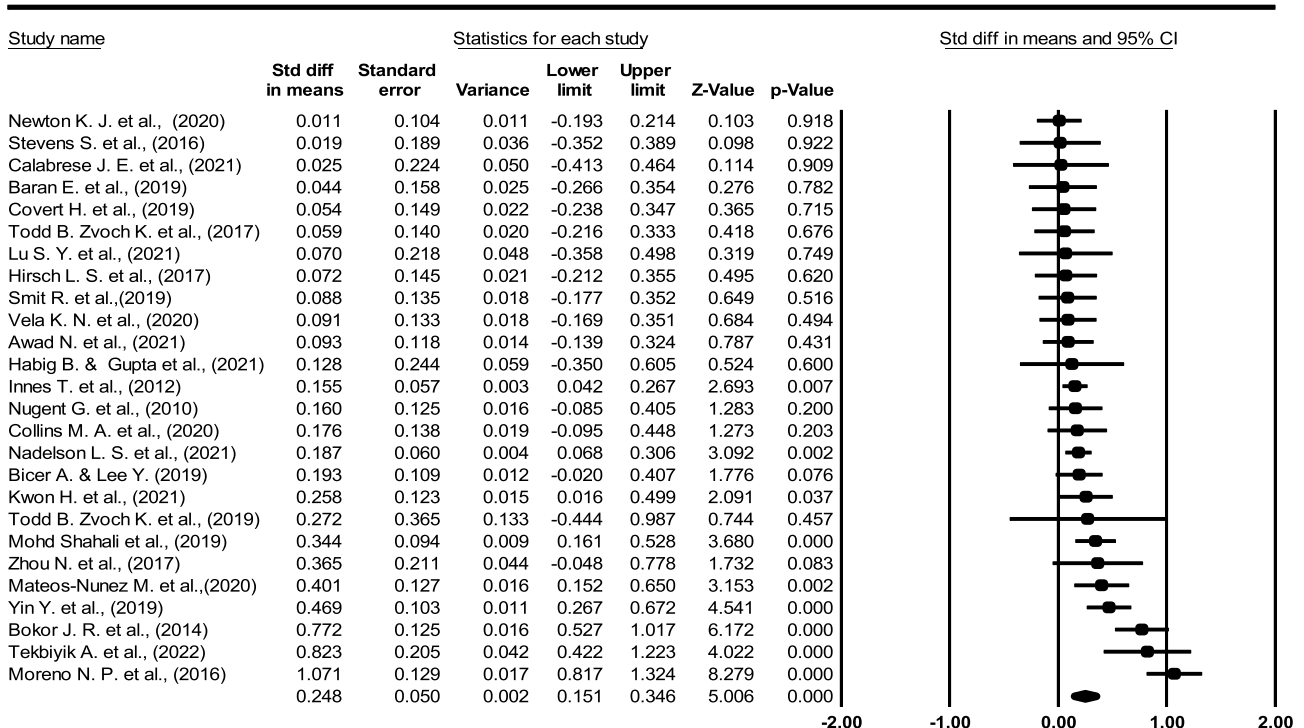 Study name Statistics for each study Std diff in means and 95% CI
Std diff Standard Lower Upper
in means error Variance limit limit Z-Value p-Value
Newton K. J. et al., (2020) 0.011 0.104 0.011 -0.193 0.214 0.103 0.918
Stevens S. et al., (2016) 0.019 0.189 0.036 -0.352 0.389 0.098 0.922
Calabrese J. E. et al., (2021) 0.025 0.224 0.050 -0.413 0.464 0.114 0.909
Baran E. et al., (2019) 0.044 0.158 0.025 -0.266 0.354 0.276 0.782
Covert H. et al., (2019) 0.054 0.149 0.022 -0.238 0.347 0.365 0.715
Todd B. Zvoch K. et al., (2017) 0.059 0.140 0.020 -0.216 0.333 0.418 0.676
Lu S. Y. et al., (2021) 0.070 0.218 0.048 -0.358 0.498 0.319 0.749
Hirsch L. S. et al., (2017) 0.072 0.145 0.021 -0.212 0.355 0.495 0.620
Smit R. et al.,(2019) 0.088 0.135 0.018 -0.177 0.352 0.649 0.516
Vela K. N. et al., (2020) 0.091 0.133 0.018 -0.169 0.351 0.684 0.494
Awad N. et al., (2021) 0.093 0.118 0.014 -0.139 0.324 0.787 0.431
Habig B. & Gupta et al., (2021) 0.128 0.244 0.059 -0.350 0.605 0.524 0.600
Innes T. et al., (2012) 0.155 0.057 0.003 0.042 0.267 2.693 0.007
Nugent G. et al., (2010) 0.160 0.125 0.016 -0.085 0.405 1.283 0.200
Collins M. A. et al., (2020) 0.176 0.138 0.019 -0.095 0.448 1.273 0.203
Nadelson L. S. et al., (2021) 0.187 0.060 0.004 0.068 0.306 3.092 0.002
Bicer A. & Lee Y. (2019) 0.193 0.109 0.012 -0.020 0.407 1.776 0.076
Kwon H. et al., (2021) 0.258 0.123 0.015 0.016 0.499 2.091 0.037
Todd B. Zvoch K. et al., (2019) 0.272 0.365 0.133 -0.444 0.987 0.744 0.457
Mohd Shahali et al., (2019) 0.344 0.094 0.009 0.161 0.528 3.680 0.000
Zhou N. et al., (2017) 0.365 0.211 0.044 -0.048 0.778 1.732 0.083
Mateos-Nunez M. et al.,(2020) 0.401 0.127 0.016 0.152 0.650 3.153 0.002
Yin Y. et al., (2019) 0.469 0.103 0.011 0.267 0.672 4.541 0.000
Bokor J. R. et al., (2014) 0.772 0.125 0.016 0.527 1.017 6.172 0.000
Tekbiyik A. et al., (2022) 0.823 0.205 0.042 0.422 1.223 4.022 0.000
Moreno N. P. et al., (2016) 1.071 0.129 0.017 0.817 1.324 8.279 0.000
0.248 0.050 0.002 0.151 0.346 5.006 0.000
-2.00 -1.00 0.00 1.00 2.00